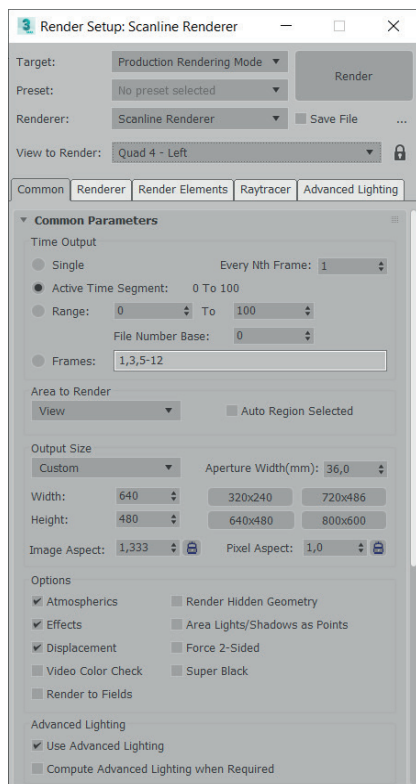 3 Render Setup: Scanline Renderer
Target: Production Rendering Mode
Render
Preset: No preset selected
Renderer: Scanline Renderer Save File ...
View to Render: Quad 4 - Left
Common Renderer Render Elements Raytracer Advanced Lighting
Common Parameters
Time Output
Single Every Nth Frame: 1
Active Time Segment: 0 To 100
Range: 0 To 100
File Number Base: 0
Frames: 1,3,5-12
Area to Render
View Auto Region Selected
Output Size
Custom Aperture Width(mm): 36,0
Width: 640 320x240 720x486
Height: 480 640x480 800x600
Image Aspect: 1,333 Pixel Aspect: 1,0
Options
Atmospherics Render Hidden Geometry
Effects Area Lights/Shadows as Points
Displacement Force 2-Sided
Video Color Check Super Black
Render to Fields
Advanced Lighting
Use Advanced Lighting
Compute Advanced Lighting when Required